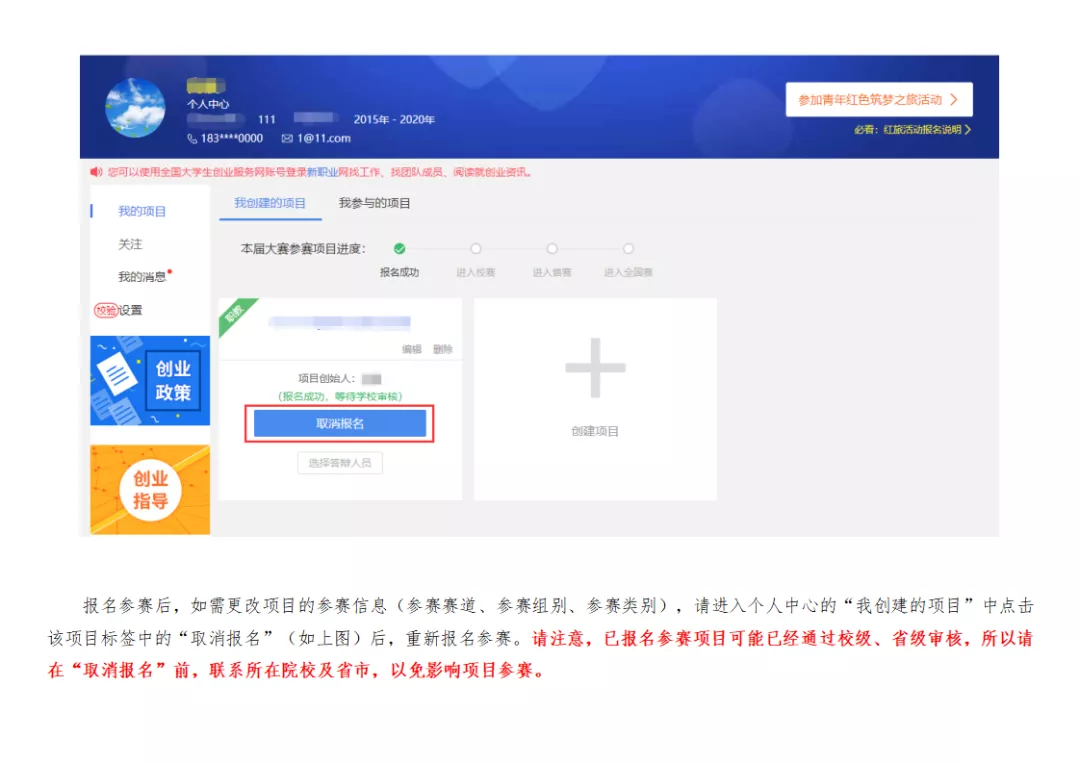 个人中心
111 2015年 - 2020年
183****0000 1@11.com
参加青年红色筑梦之旅活动 >
必看：红旅活动报名说明 >
您可以使用全国大学生创业服务网账号登录新职业网找工作、找团队成员、阅读就创业资讯。
我的项目
关注
我的消息
校验 设置
创业
政策
创业
指导
我创建的项目 我参与的项目
本届大赛参赛项目进度：
报名成功 进入校赛 进入省赛 进入全国赛
职教
编辑 删除
项目创始人：
（报名成功，等待学校审核）
取消报名
选择答辩人员
创建项目
报名参赛后，如需更改项目的参赛信息（参赛赛道、参赛组别、参赛类别），请进入个人中心的“我创建的项目”中点击
该项目标签中的“取消报名”（如上图）后，重新报名参赛。请注意，已报名参赛项目可能已经通过校级、省级审核，所以请
在“取消报名”前，联系所在院校及省市，以免影响项目参赛。